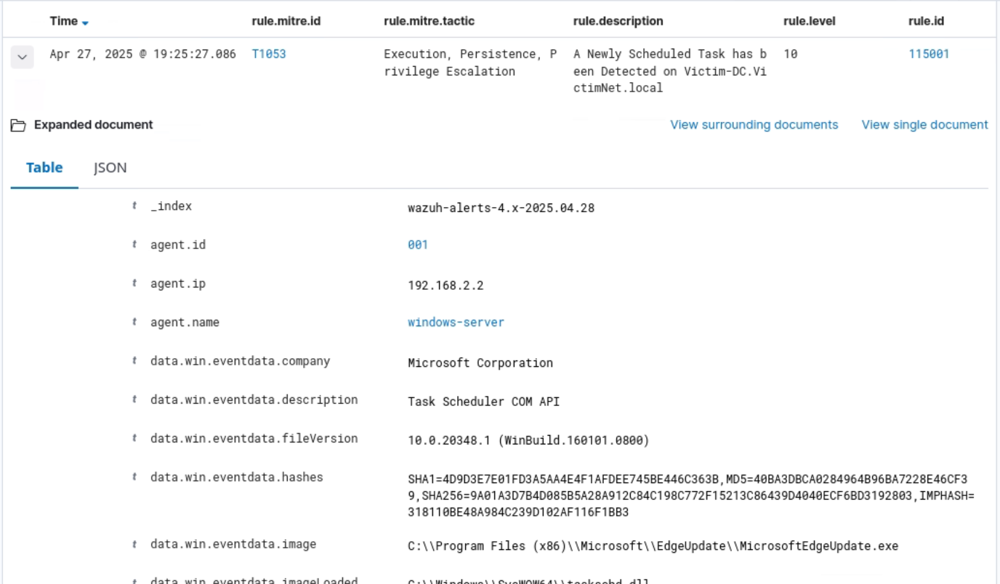 Time rule.mitre.id rule.mitre.tactic rule.description rule.level rule.id
Apr 27, 2025 @ 19:25:27.086 T1053 Execution, Persistence, P A Newly Scheduled Task has b 10 115001
rivilege Escalation een Detected on Victim-DC.Vi
ctimNet.local
Expanded document View surrounding documents View single document
Table JSON
t _index wazuh-alerts-4.x-2025.04.28
t agent.id 001
t agent.ip 192.168.2.2
t agent.name windows-server
t data.win.eventdata.company Microsoft Corporation
t data.win.eventdata.description Task Scheduler COM API
t data.win.eventdata.fileVersion 10.0.20348.1 (WinBuild.160101.0800)
t data.win.eventdata.hashes SHA1=4D9D3E7E01FD3A5AA4E4F1AFDEE745BE446C363B,MD5=40BA3DBCA0284964B96BA7228E46CF3
9,SHA256=9A01A3D7B4D085B5A28A912C84C198C772F15213C86439D4040ECF6BD3192803,IMPHASH=
318110BE48A984C239D102AF116F1BB3
t data.win.eventdata.image C:\\Program Files (x86)\\Microsoft\\EdgeUpdate\\MicrosoftEdgeUpdate.exe
t data.win.eventdata.imageLoaded C:\\Windows\\SysWOW64\\taskschd.dll